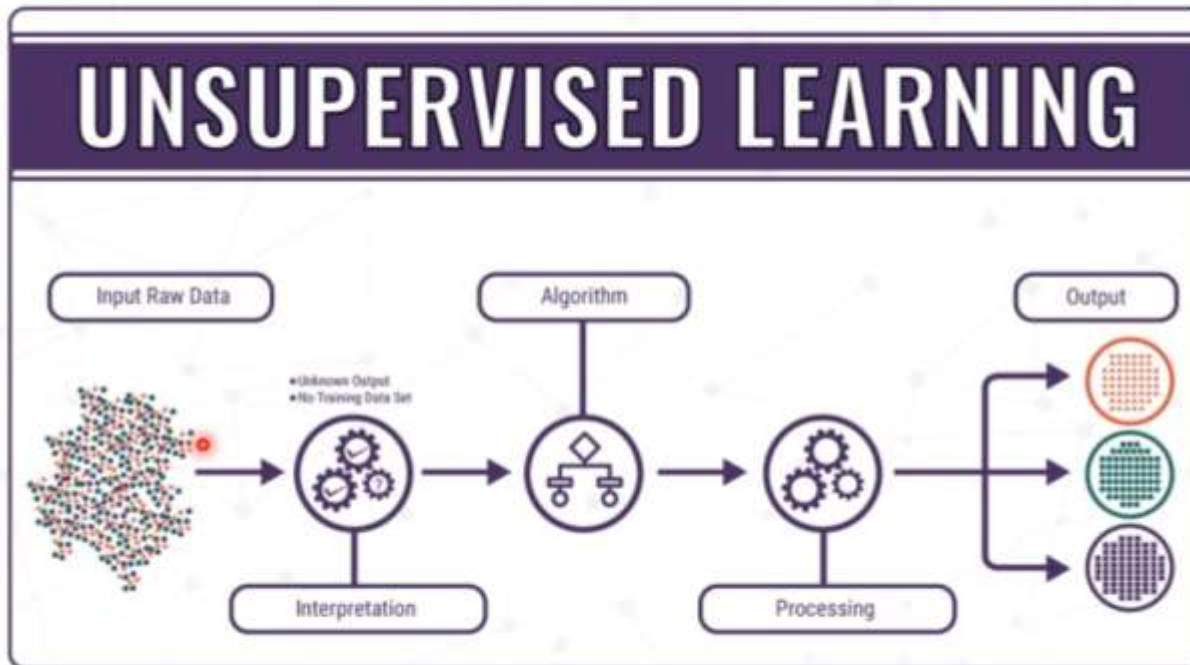 UNSUPERVISED LEARNING
Input Raw Data
Algorithm
Output
•Unknown Output
•No Training Data Set
?
Interpretation
Processing